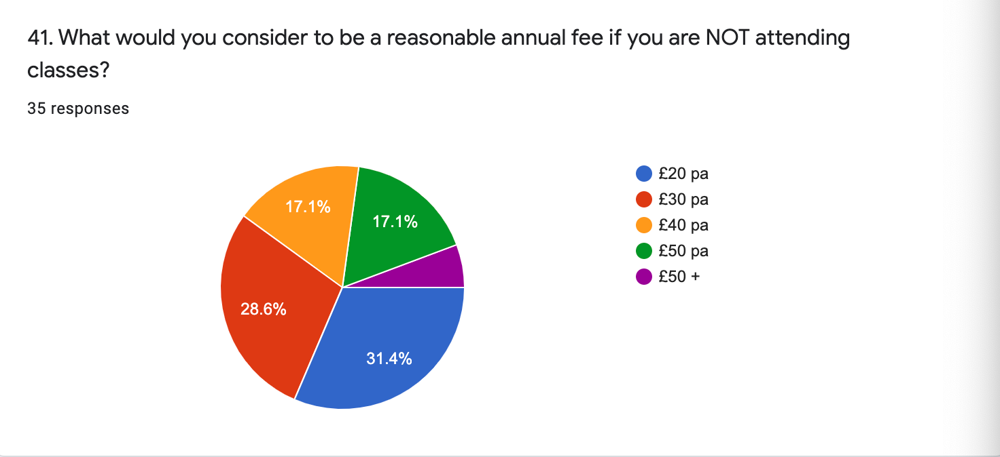 41. What would you consider to be a reasonable annual fee if you are NOT attending
classes?
35 responses
17.1%
17.1%
28.6%
31.4%
£20 pa
£30 pa
£40 pa
£50 pa
£50 +